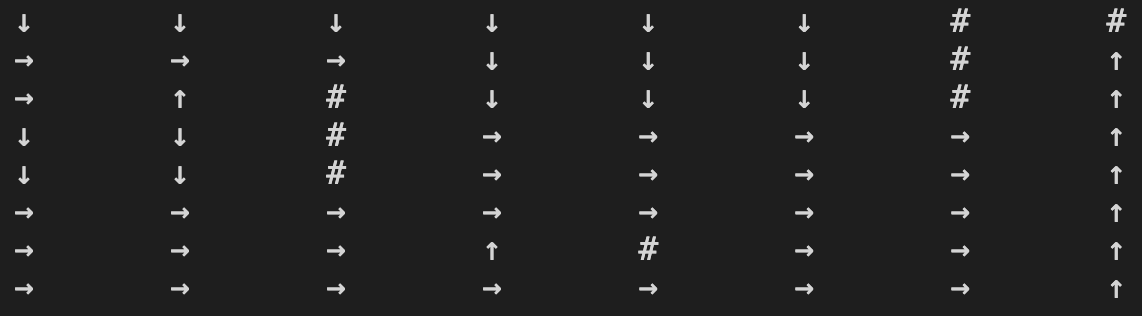 ↓ ↓ ↓ ↓ ↓ ↓ # #
→ → → ↓ ↓ ↓ # ↑
→ ↑ # ↓ ↓ ↓ # ↑
↓ ↓ # → → → → ↑
↓ ↓ # → → → → ↑
→ → → → → → → ↑
→ → → ↑ # → → ↑
→ → → → → → → ↑